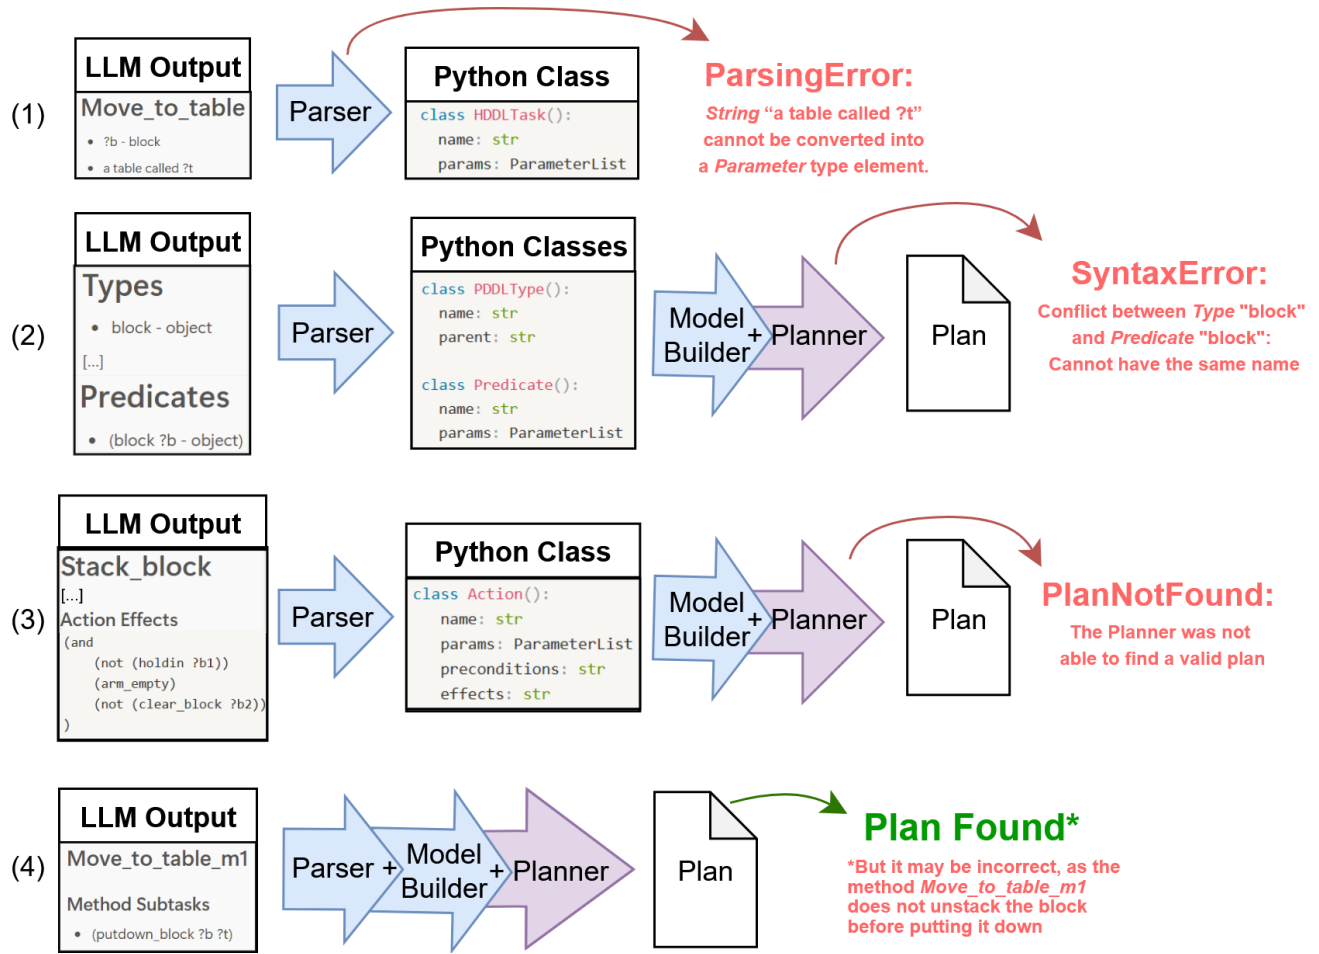 (1)
LLM Output
Move_to_table
• ?b - block
• a table called ?t
Parser
Python Class
class HDDLTask():
name: str
params: ParameterList
ParsingError:
String “a table called ?t”
cannot be converted into
a Parameter type element.
(2)
LLM Output
Types
• block - object
[...]
Predicates
• (block ?b - object)
Parser
Python Classes
class PDDLType():
name: str
parent: str
class Predicate():
name: str
params: ParameterList
Model
Builder
+
Planner
Plan
SyntaxError:
Conflict between Type "block"
and Predicate "block":
Cannot have the same name
(3)
LLM Output
Stack_block
[...]
Action Effects
(and
(not (holdin ?b1))
(arm_empty)
(not (clear_block ?b2))
)
Parser
Python Class
class Action():
name: str
params: ParameterList
preconditions: str
effects: str
Model
Builder
+
Planner
Plan
PlanNotFound:
The Planner was not
able to find a valid plan
(4)
LLM Output
Move_to_table_m1
Method Subtasks
• (putdown_block ?b ?t)
Parser
+
Model
Builder
+
Planner
Plan
Plan Found*
*But it may be incorrect, as the
method Move_to_table_m1
does not unstack the block
before putting it down